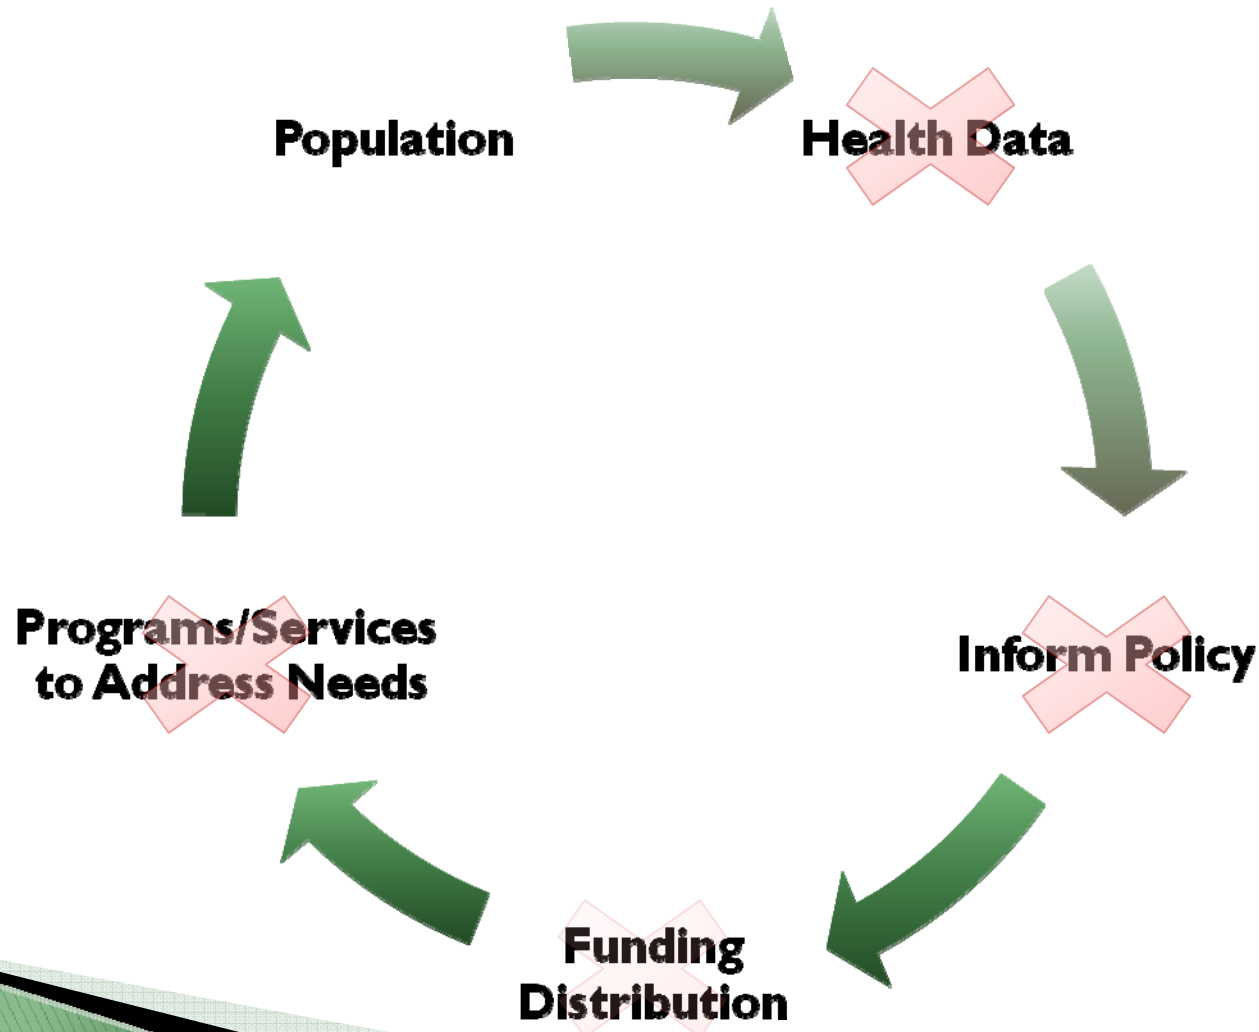 Population
Health Data
Inform Policy
Funding
Distribution
Programs/Services
to Address Needs